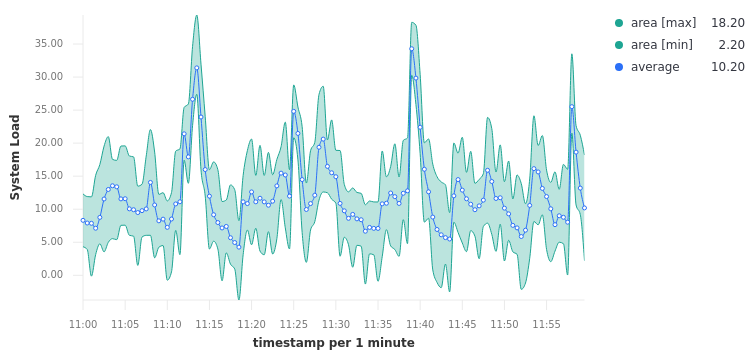 area [max] 18.20
area [min] 2.20
average 10.20
System Load
35.00
30.00
25.00
20.00
15.00
10.00
5.00
0.00
11:00 11:05 11:10 11:15 11:20 11:25 11:30 11:35 11:40 11:45 11:50 11:55
timestamp per 1 minute